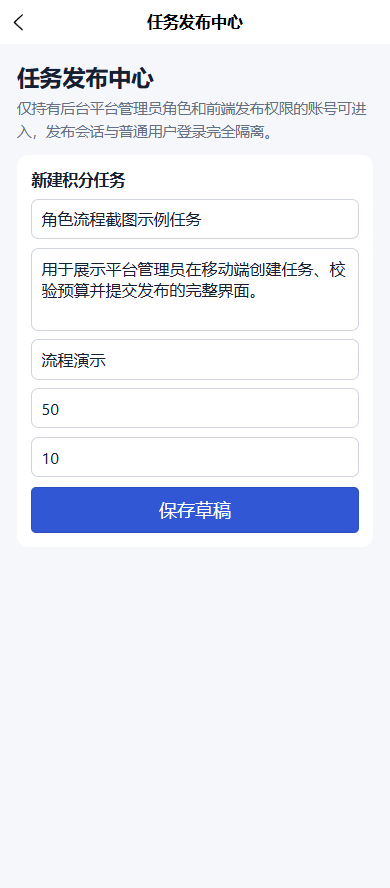 任务发布中心
任务发布中心
仅持有后台平台管理员角色和前端发布权限的账号可进
入，发布会话与普通用户登录完全隔离。
新建积分任务
角色流程截图示例任务
用于展示平台管理员在移动端创建任务、校
验预算并提交发布的完整界面。
流程演示
50
10
保存草稿